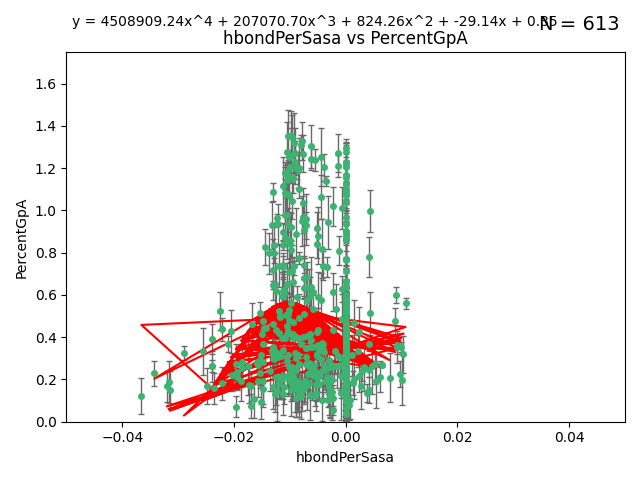 y = 4508909.24x^4 + 207070.70x^3 + 824.26x^2 + -29.14x +
N = 613
hbondPerSasa vs PercentGpA
PercentGpA
1.6
1.4
1.2
1.0
0.8
0.6
0.4
0.2
0.0
−0.04 −0.02 0.00 0.02 0.04
hbondPerSasa